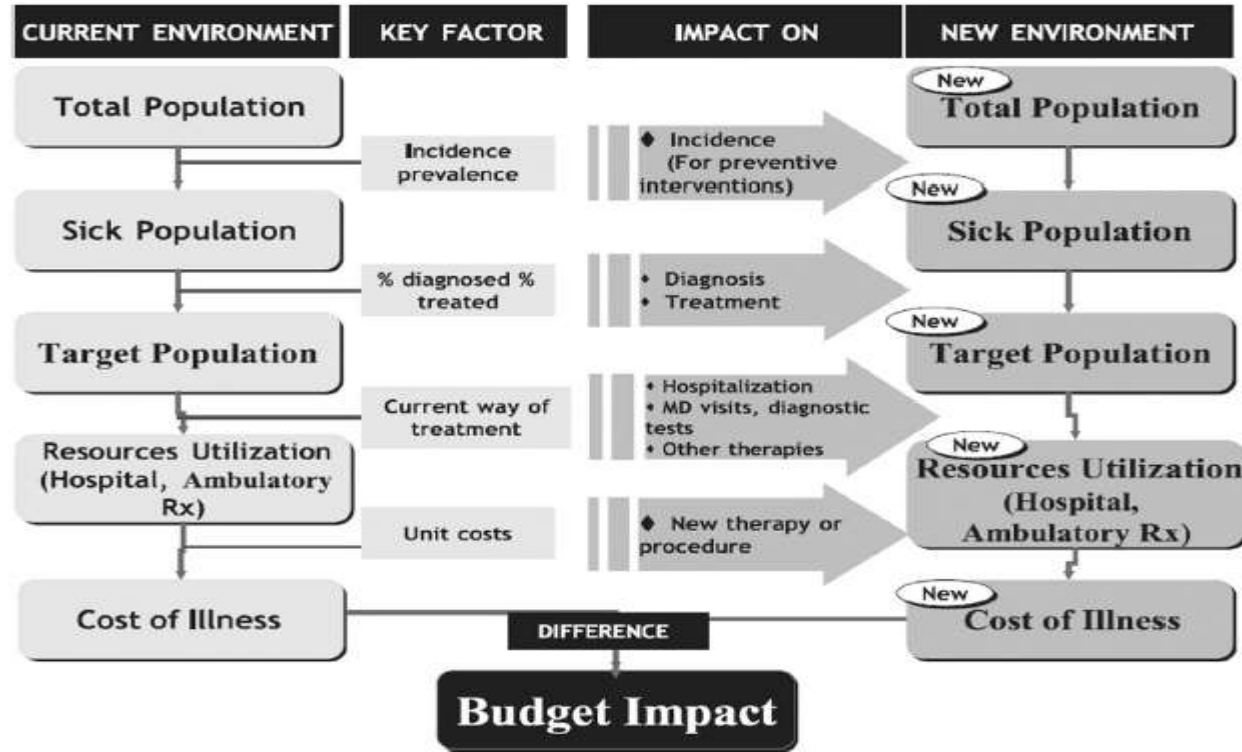 CURRENT ENVIRONMENT
KEY FACTOR
IMPACT ON
NEW ENVIRONMENT
Total Population
New
Total Population
Incidence
prevalence
◆ Incidence
(For preventive
interventions)
Sick Population
New
Sick Population
% diagnosed %
treated
• Diagnosis
• Treatment
Target Population
New
Target Population
Current way of
treatment
• Hospitalization
• MD visits, diagnostic
tests
• Other therapies
Resources Utilization
(Hospital, Ambulatory
Rx)
New
Resources Utilization
(Hospital,
Ambulatory Rx)
Unit costs
◆ New therapy or
procedure
Cost of Illness
New
Cost of Illness
DIFFERENCE
Budget Impact